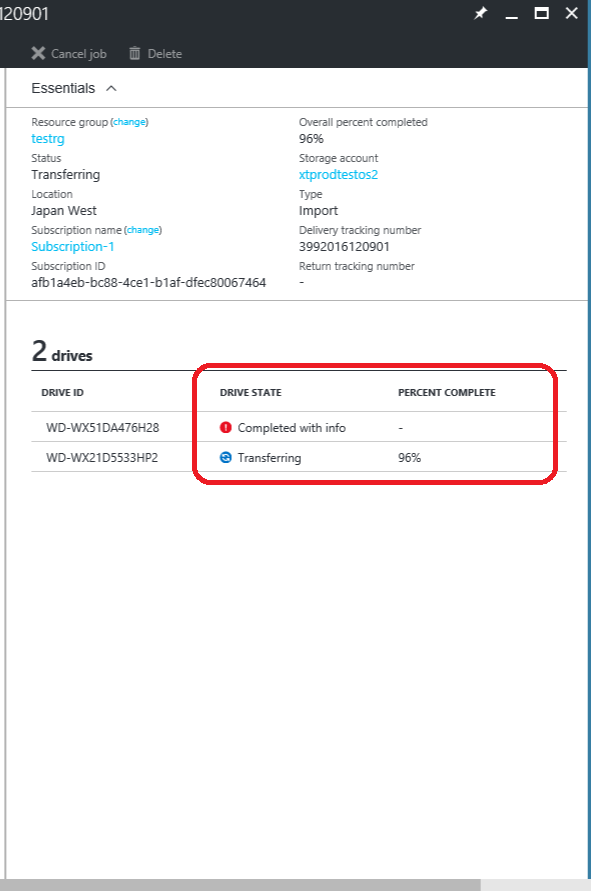 120901
Cancel job Delete
Essentials
Resource group (change) Overall percent completed
testrg 96%
Status Storage account
Transferring xtprodtestos2
Location Type
Japan West Import
Subscription name (change) Delivery tracking number
Subscription-1 3992016120901
Subscription ID Return tracking number
afb1a4eb-bc88-4ce1-b1af-dfec80067464 -
2 drives
DRIVE ID DRIVE STATE PERCENT COMPLETE
WD-WX51DA476H28 Completed with info -
WD-WX21D5533HP2 Transferring 96%